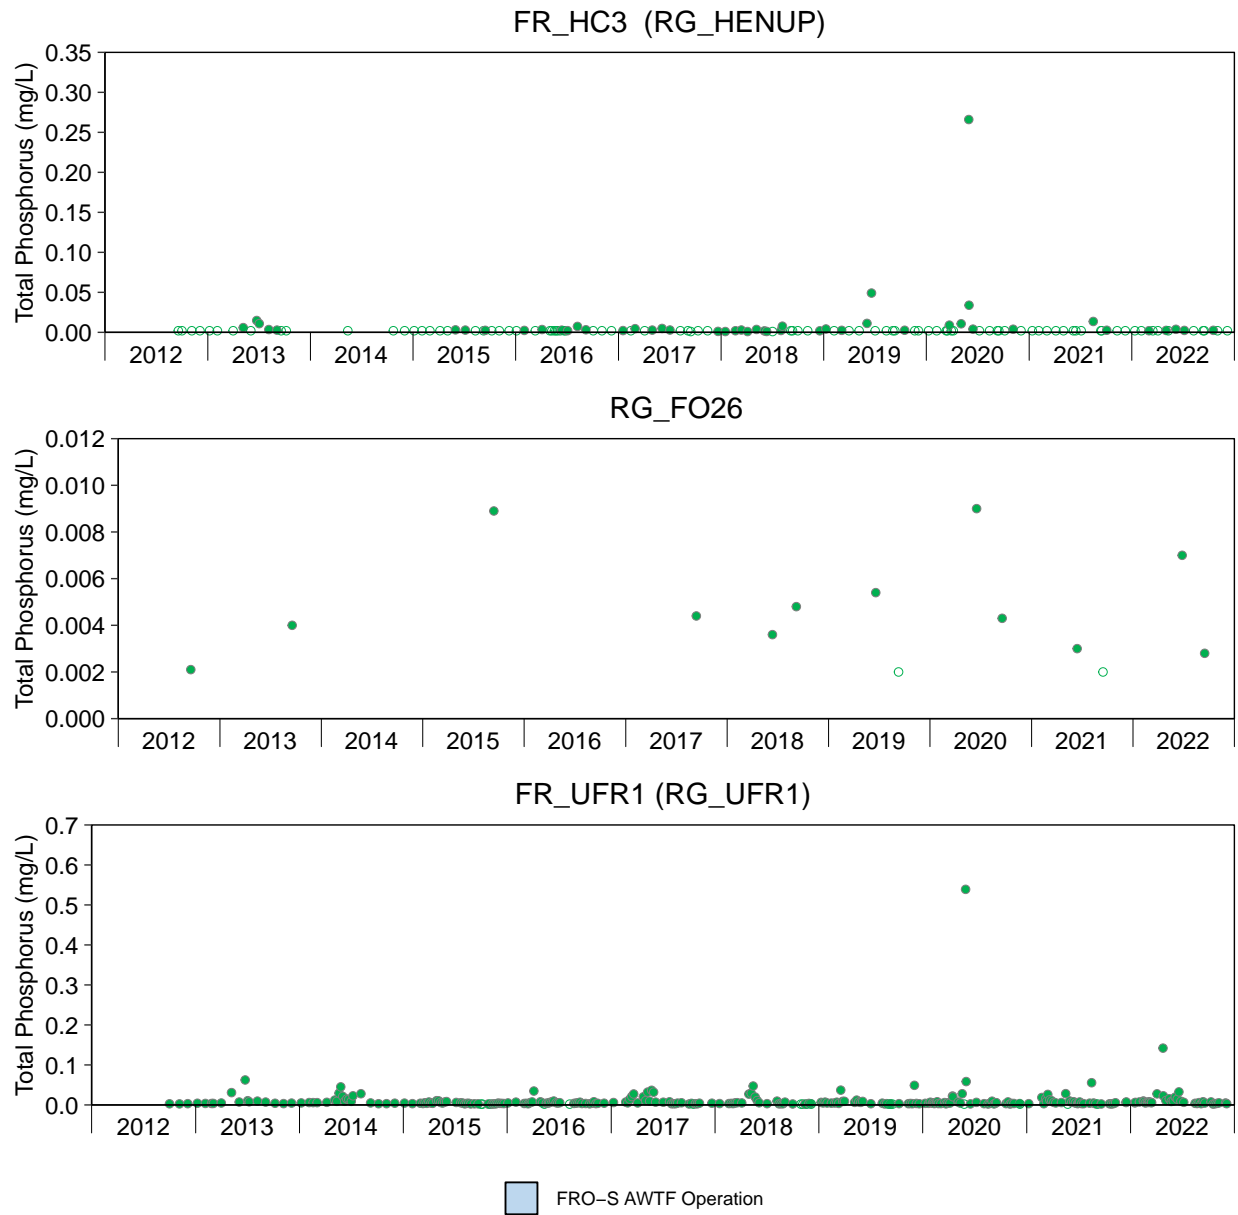 FR_HC3  (RG_HENUP)
Total Phosphorus (mg/L)
0.35
0.30
0.25
0.20
0.15
0.10
0.05
0.00
2012 2013 2014 2015 2016 2017 2018 2019 2020 2021 2022
RG_FO26
Total Phosphorus (mg/L)
0.012
0.010
0.008
0.006
0.004
0.002
0.000
2012 2013 2014 2015 2016 2017 2018 2019 2020 2021 2022
FR_UFR1 (RG_UFR1)
Total Phosphorus (mg/L)
0.7
0.6
0.5
0.4
0.3
0.2
0.1
0.0
2012 2013 2014 2015 2016 2017 2018 2019 2020 2021 2022
FRO−S AWTF Operation